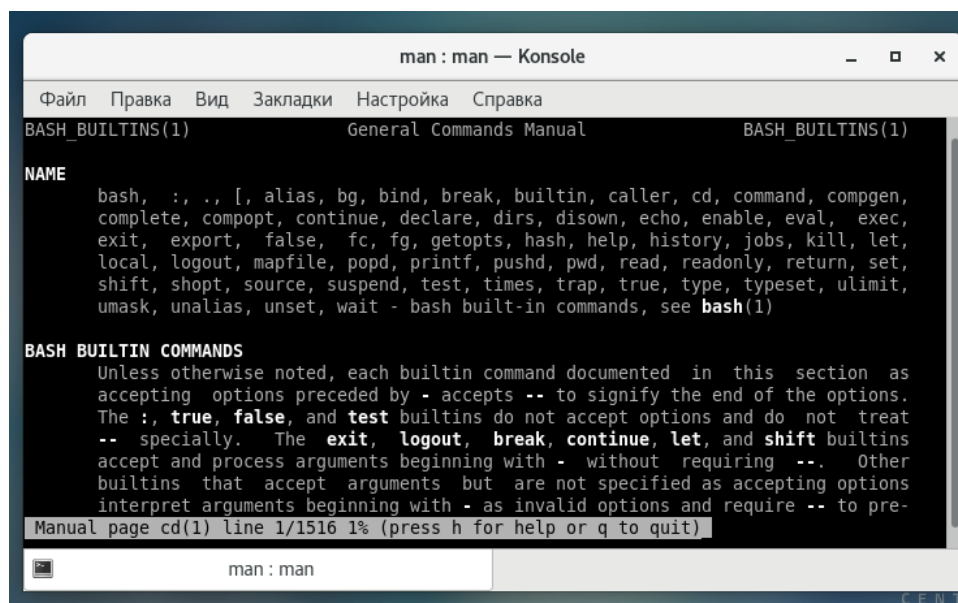 man : man — Konsole
Файл Правка Вид Закладки Настройка Справка
BASH_BUILTINS(1) General Commands Manual BASH_BUILTINS(1)
NAME
bash, :, ., [, alias, bg, bind, break, builtin, caller, cd, command, compgen,
complete, compopt, continue, declare, dirs, disown, echo, enable, eval, exec,
exit, export, false, fc, fg, getopts, hash, help, history, jobs, kill, let,
local, logout, mapfile, popd, printf, pushd, pwd, read, readonly, return, set,
shift, shopt, source, suspend, test, times, trap, true, type, typeset, ulimit,
umask, unalias, unset, wait - bash built-in commands, see bash(1)
BASH BUILTIN COMMANDS
Unless otherwise noted, each builtin command documented in this section as
accepting options preceded by - accepts -- to signify the end of the options.
The :, true, false, and test builtins do not accept options and do not treat
-- specially. The exit, logout, break, continue, let, and shift builtins
accept and process arguments beginning with - without requiring --. Other
builtins that accept arguments but are not specified as accepting options
interpret arguments beginning with - as invalid options and require -- to pre-
Manual page cd(1) line 1/1516 1% (press h for help or q to quit)
man : man